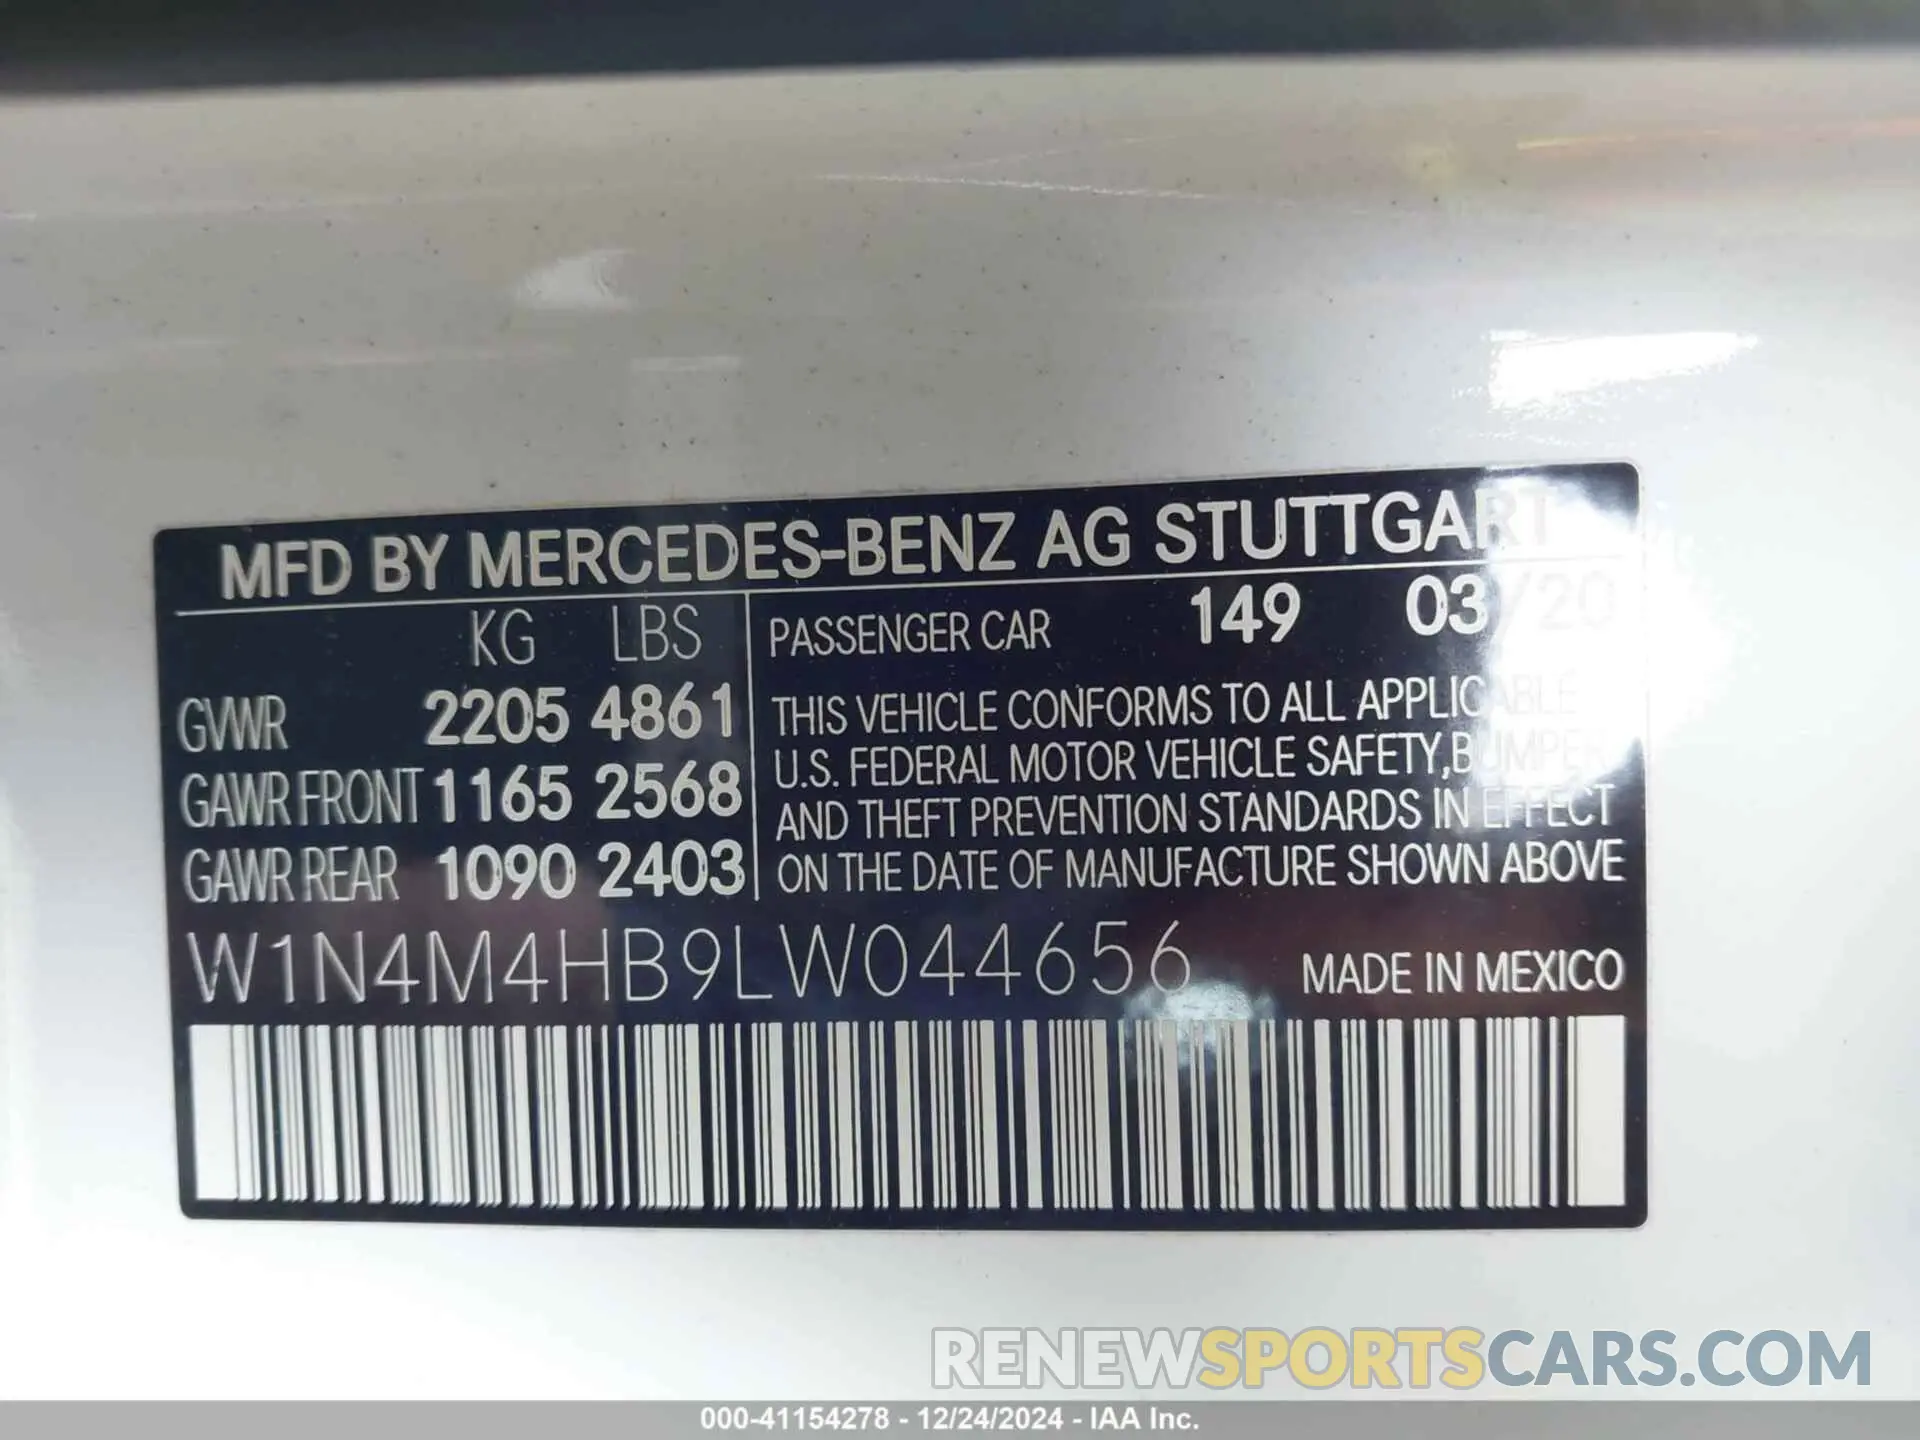 MFD BY MERCEDES-BENZ AG STUTTGART
KG LBS
GVWR 2205 4861
GAWR FRONT 1165 2568
GAWR REAR 1090 2403
PASSENGER CAR 149 03/20
THIS VEHICLE CONFORMS TO ALL APPLICABLE
U.S. FEDERAL MOTOR VEHICLE SAFETY,BUMPER
AND THEFT PREVENTION STANDARDS IN EFFECT
ON THE DATE OF MANUFACTURE SHOWN ABOVE
W1N4M4HB9LW044656 MADE IN MEXICO
RENEWSPORTSCARS.COM
000-41154278 - 12/24/2024 - IAA Inc.